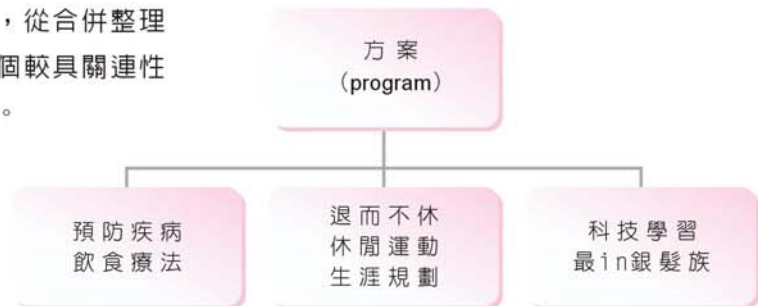 ，從合併整理
個較具關連性
。
方案
（program）
預防疾病
飲食療法
退而不休
休閒運動
生涯規劃
科技學習
最in銀髮族